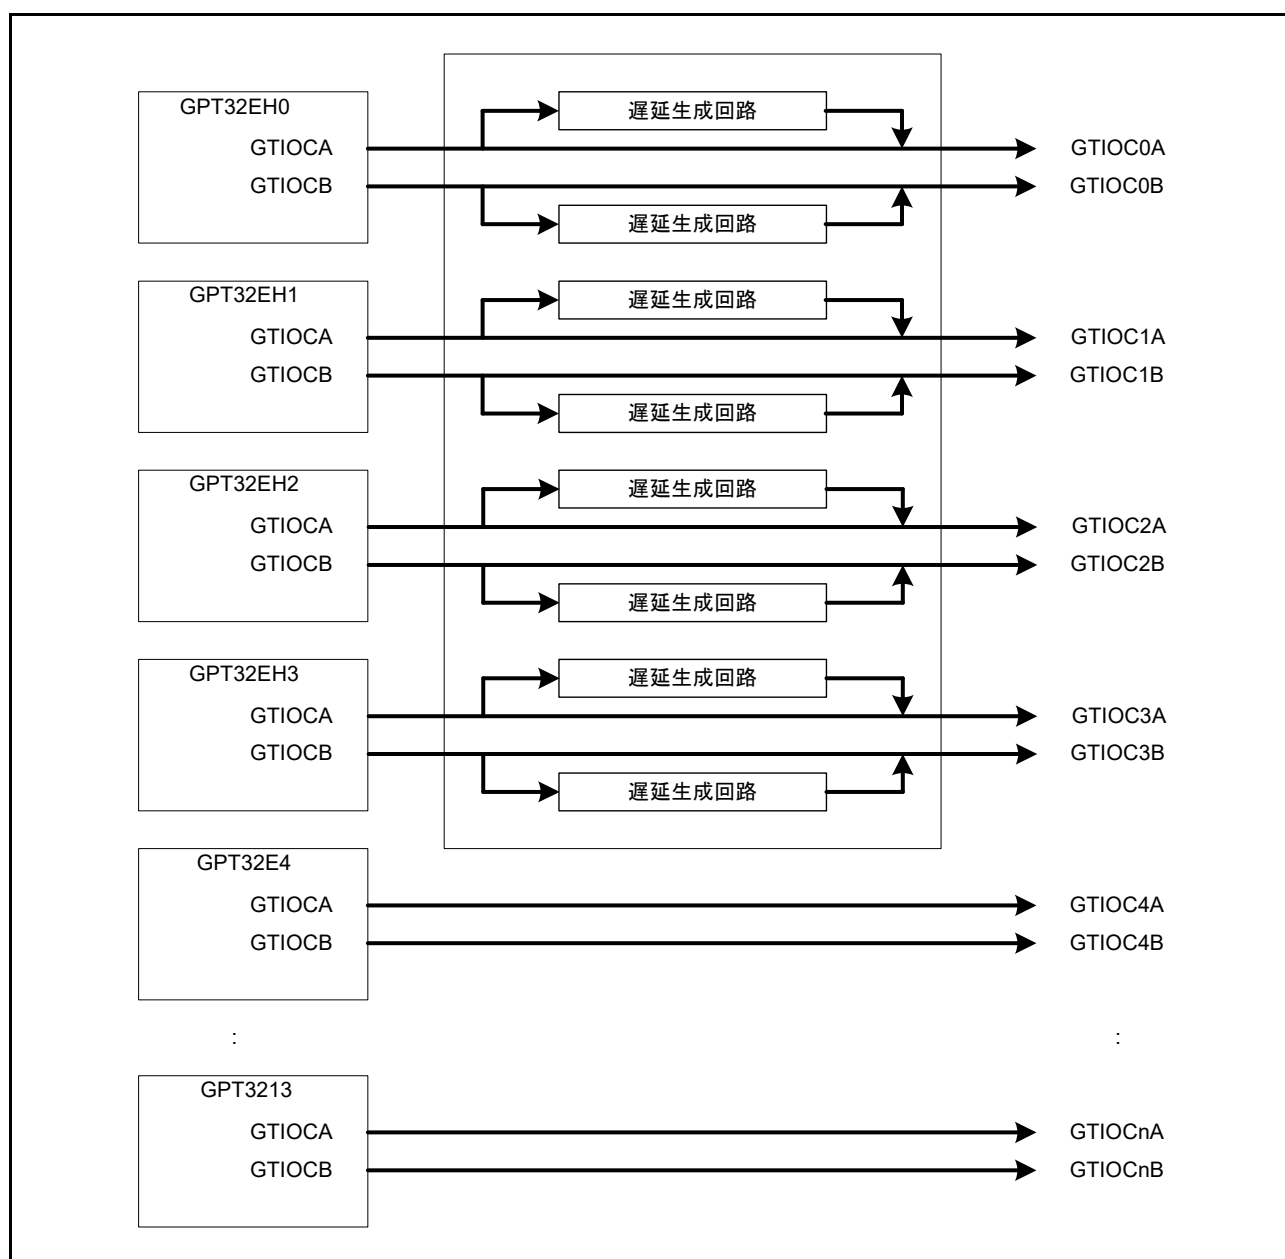 GPT32EH0
遅延生成回路
GTIOCA
GTIOC0A
GTIOCB
GTIOC0B
遅延生成回路
GPT32EH1
遅延生成回路
GTIOCA
GTIOC1A
GTIOCB
GTIOC1B
遅延生成回路
GPT32EH2
遅延生成回路
GTIOCA
GTIOC2A
GTIOCB
GTIOC2B
遅延生成回路
GPT32EH3
遅延生成回路
GTIOCA
GTIOC3A
GTIOCB
GTIOC3B
遅延生成回路
GPT32E4
GTIOCA
GTIOC4A
GTIOCB
GTIOC4B
:
:
GPT3213
GTIOCA
GTIOCnA
GTIOCB
GTIOCnB